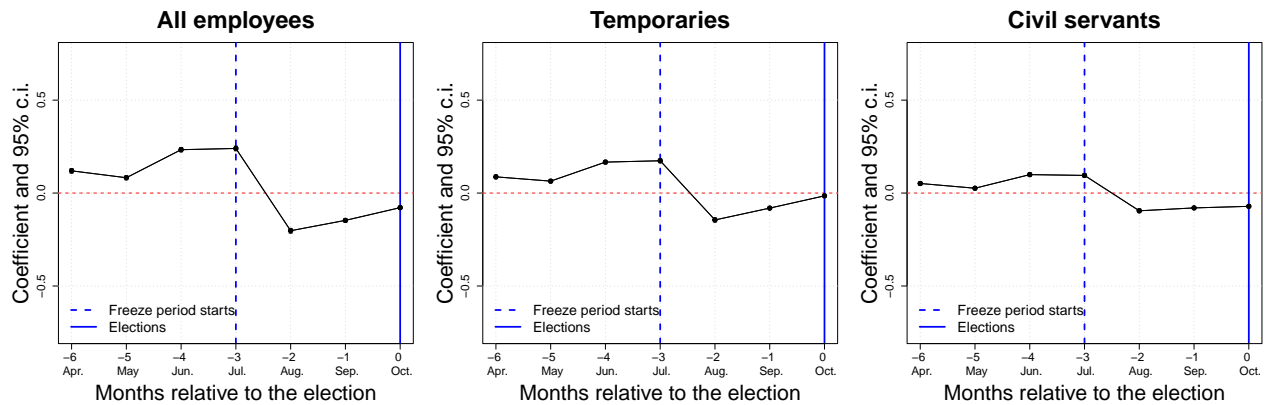 All employees
Coefficient and 95% c.i.
0.5
0.0
−0.5
Freeze period starts
Elections
−6 −5 −4 −3 −2 −1 0
Apr. May Jun. Jul. Aug. Sep. Oct.
Months relative to the election
Temporaries
Coefficient and 95% c.i.
0.5
0.0
−0.5
Freeze period starts
Elections
−6 −5 −4 −3 −2 −1 0
Apr. May Jun. Jul. Aug. Sep. Oct.
Months relative to the election
Civil servants
Coefficient and 95% c.i.
0.5
0.0
−0.5
Freeze period starts
Elections
−6 −5 −4 −3 −2 −1 0
Apr. May Jun. Jul. Aug. Sep. Oct.
Months relative to the election